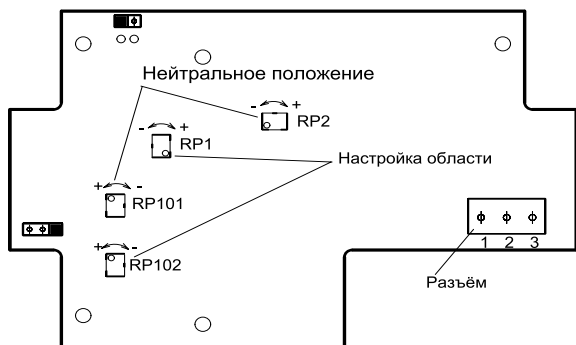 Нейтральное положение
- +
RP2
- +
RP1
Настройка области
+ -
RP101
+ -
RP102
1 2 3
Разъём